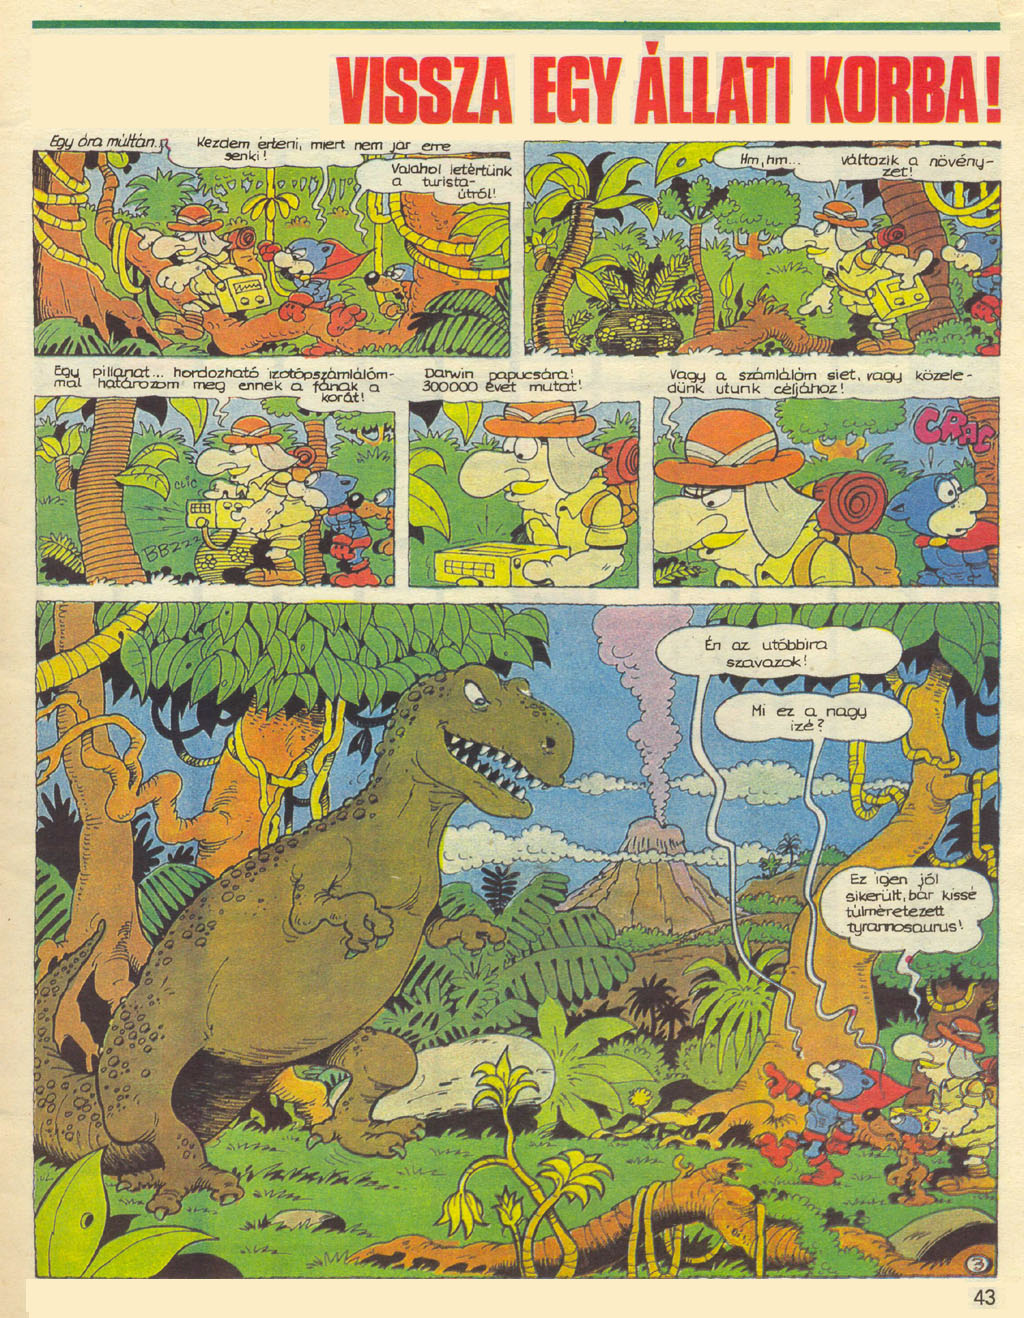 VISSZA EGY ÁLLATI KORBA!
Egy óra múltán...
Kezdem érteni, miért nem jár erre
senki!
Valahol letértünk
a turista-
útról!
Hm, hm... változik a növény-
zet!
Egy pillanat... hordozható izotópszámlálóm-
mal határozom meg ennek a fának a
korát!
CLIC
BBZZZZ
Darwin papucsára!
300000 évet mutat!
Vagy a számlálóm siet, vagy közele-
dünk utunk céljához!
CRAC
Én az utóbbira
szavazok!
Mi ez a nagy
izé?
Ez igen jól
sikerült, bár kissé
túlméretezett
tyrannosaurus!
3
43